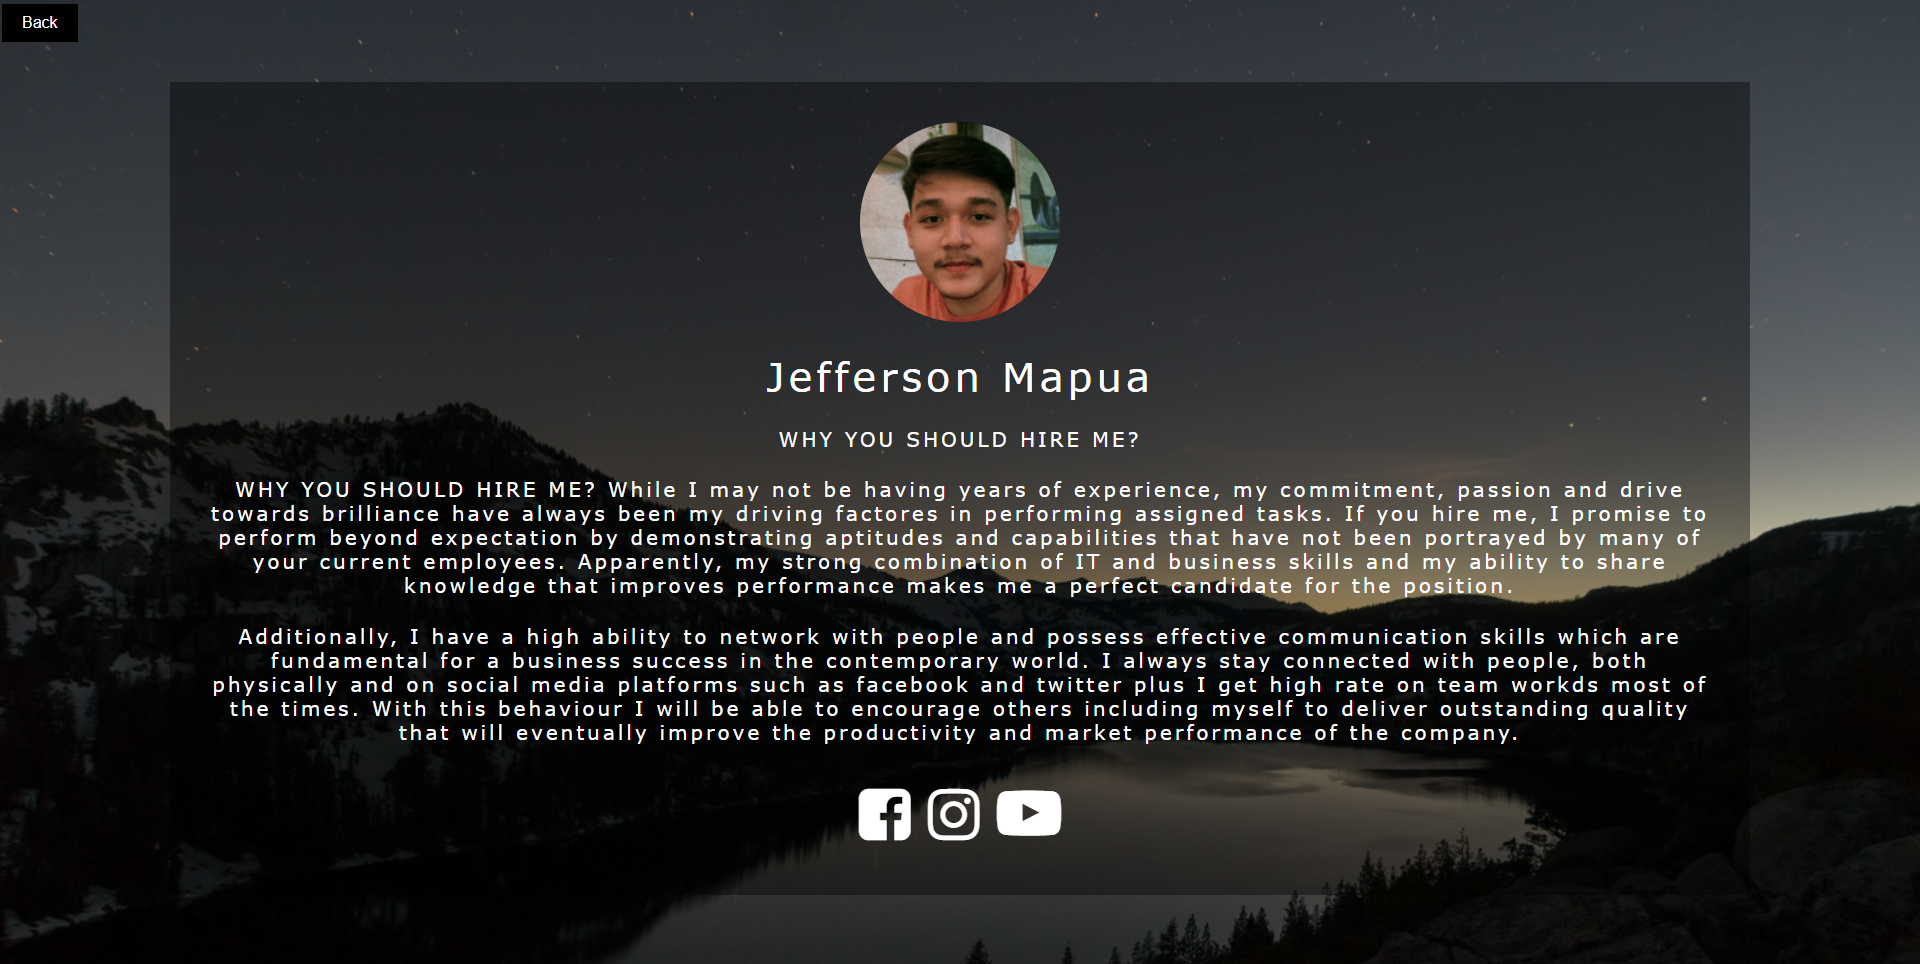 Back
Jefferson Mapua
WHY YOU SHOULD HIRE ME?
WHY YOU SHOULD HIRE ME? While I may not be having years of experience, my commitment, passion and drive
towards brilliance have always been my driving factores in performing assigned tasks. If you hire me, I promise to
perform beyond expectation by demonstrating aptitudes and capabilities that have not been portrayed by many of
your current employees. Apparently, my strong combination of IT and business skills and my ability to share
knowledge that improves performance makes me a perfect candidate for the position.
Additionally, I have a high ability to network with people and possess effective communication skills which are
fundamental for a business success in the contemporary world. I always stay connected with people, both
physically and on social media platforms such as facebook and twitter plus I get high rate on team workds most of
the times. With this behaviour I will be able to encourage others including myself to deliver outstanding quality
that will eventually improve the productivity and market performance of the company.